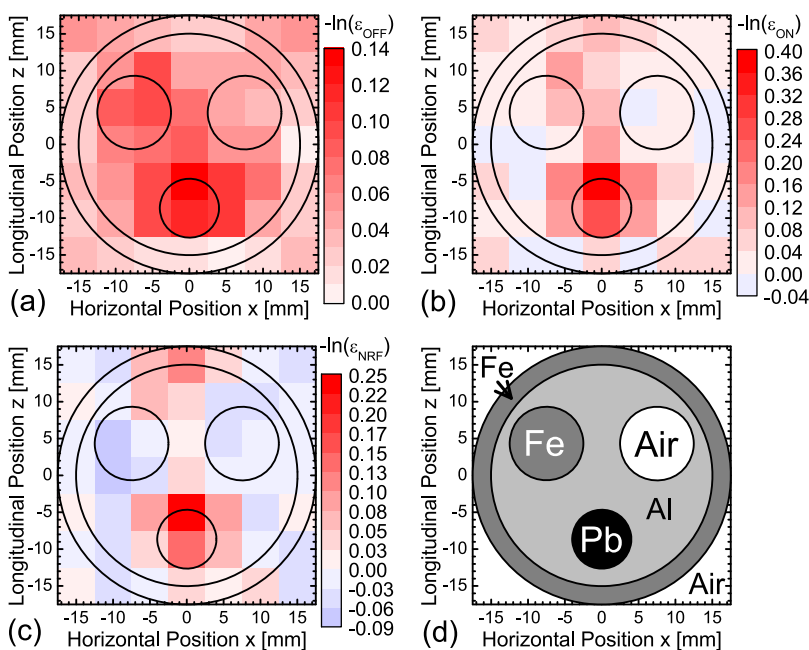 -ln(ε_OFF)
0.14
0.12
0.10
0.08
0.06
0.04
0.02
0.00
15
10
5
0
-5
-10
-15
Longitudinal Position z [mm]
-15 -10 -5 0 5 10 15
Horizontal Position x [mm]
(a)
-ln(ε_ON)
0.40
0.36
0.32
0.28
0.24
0.20
0.16
0.12
0.08
0.04
0.00
-0.04
15
10
5
0
-5
-10
-15
Longitudinal Position z [mm]
-15 -10 -5 0 5 10 15
Horizontal Position x [mm]
(b)
-ln(ε_NRF)
0.25
0.22
0.20
0.17
0.15
0.13
0.10
0.08
0.05
0.03
0.00
-0.03
-0.06
-0.09
15
10
5
0
-5
-10
-15
Longitudinal Position z [mm]
-15 -10 -5 0 5 10 15
Horizontal Position x [mm]
(c)
Fe
Fe
Air
Al
Pb
Air
15
10
5
0
-5
-10
-15
Longitudinal Position z [mm]
-15 -10 -5 0 5 10 15
Horizontal Position x [mm]
(d)